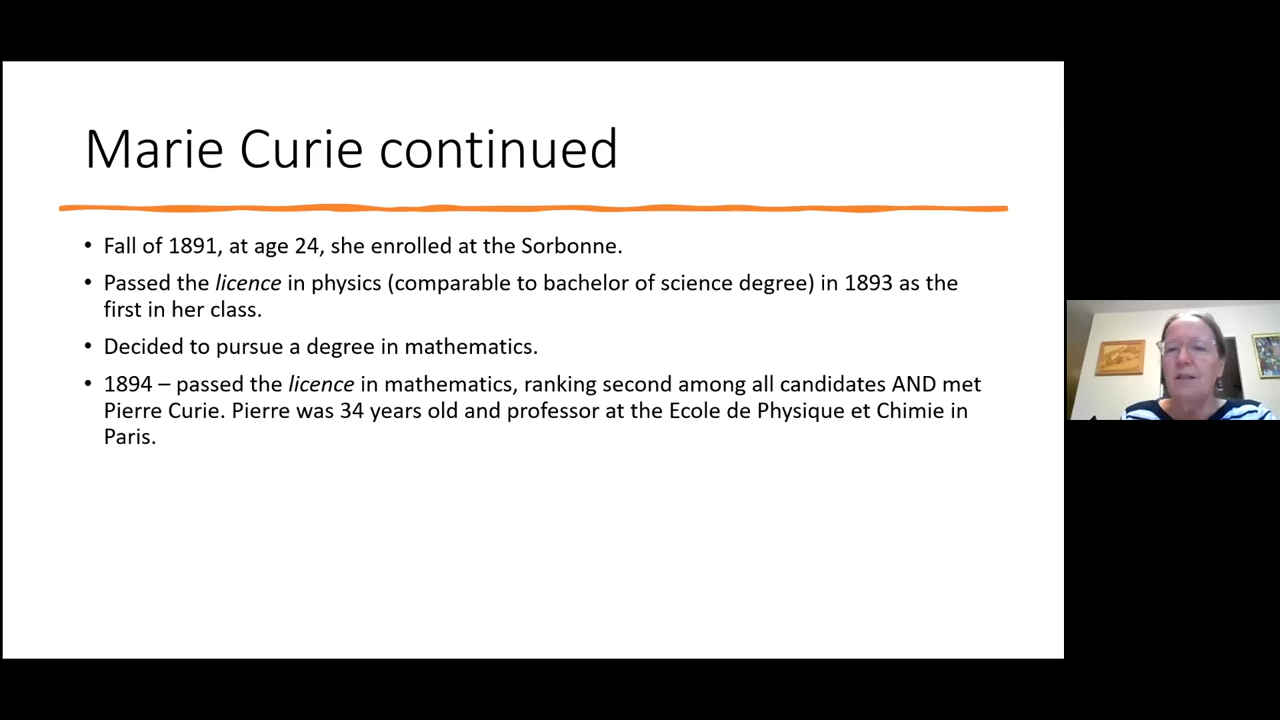 Marie Curie continued
• Fall of 1891, at age 24, she enrolled at the Sorbonne.
• Passed the licence in physics (comparable to bachelor of science degree) in 1893 as the
first in her class.
• Decided to pursue a degree in mathematics.
• 1894 – passed the licence in mathematics, ranking second among all candidates AND met
Pierre Curie. Pierre was 34 years old and professor at the Ecole de Physique et Chimie in
Paris.